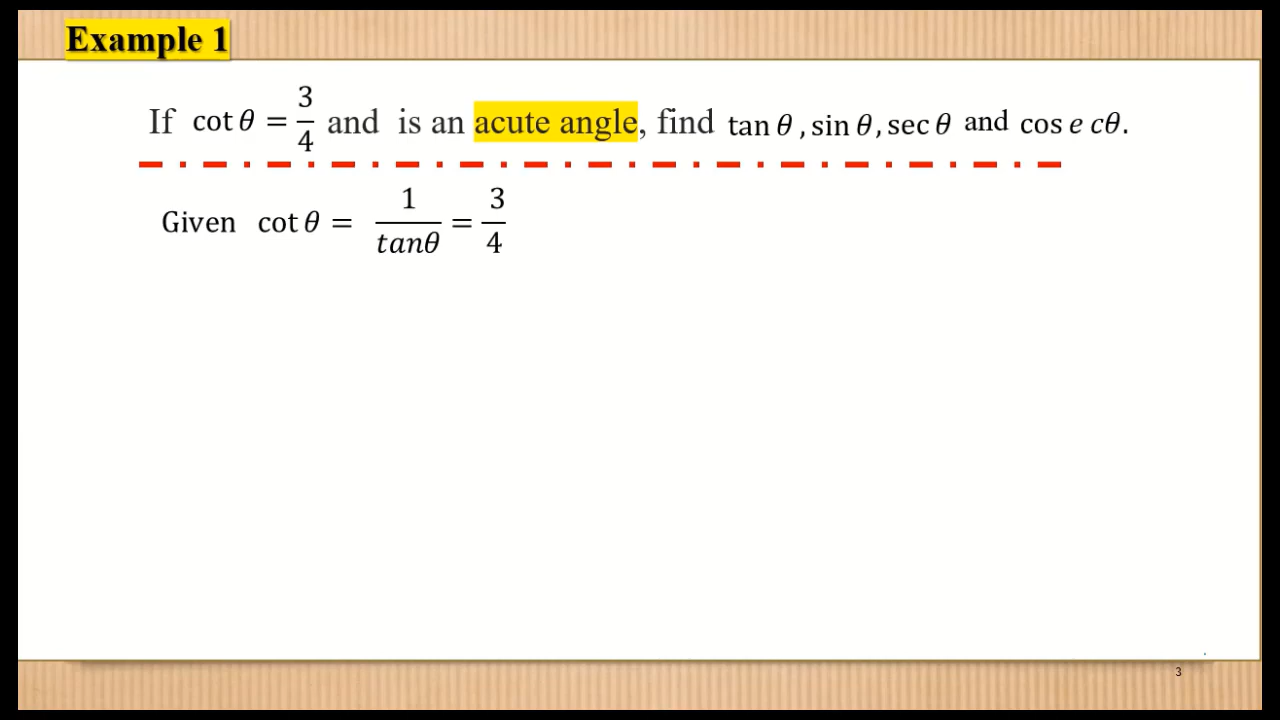 Example 1
If cot θ = 3/4 and is an acute angle, find tan θ , sin θ , sec θ and cos e cθ.
Given cot θ = 1/tanθ = 3/4
3